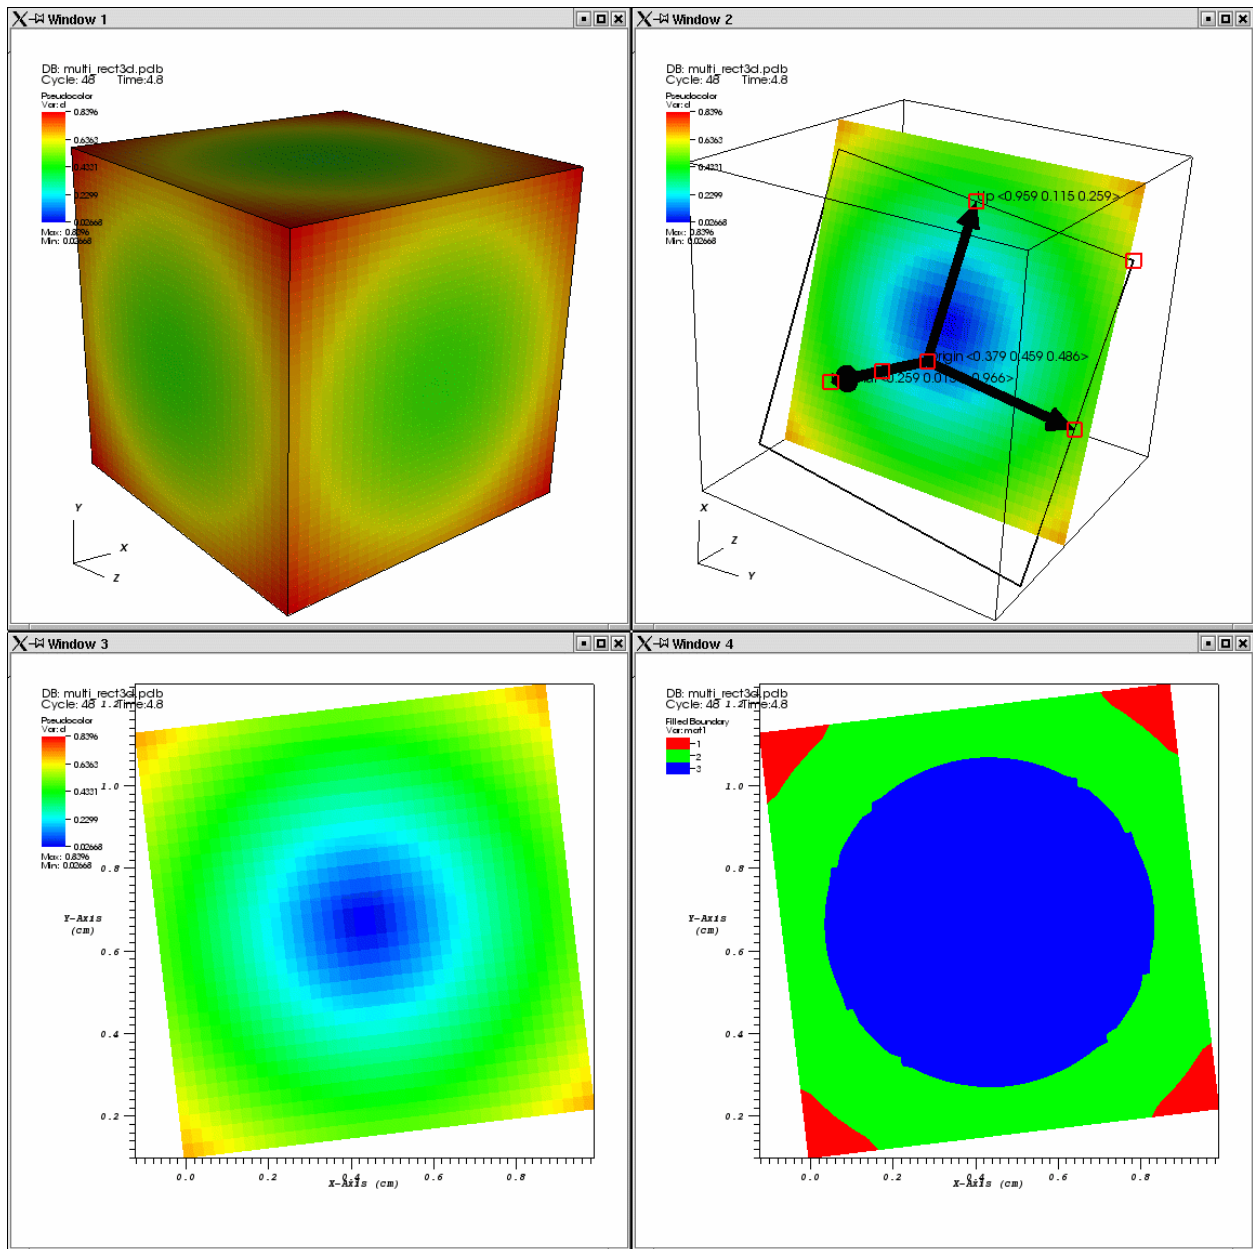 Window 1
DB: multi_rect3d.pdb
Cycle: 48 Time:4.8
Pseudocolor
Var: d
0.8396
0.6363
0.4331
0.2299
0.02668
Max: 0.8396
Min: 0.02668
Y
X
Z
Window 2
DB: multi_rect3d.pdb
Cycle: 48 Time:4.8
Pseudocolor
Var: d
0.8396
0.6363
0.4331
0.2299
0.02668
Max: 0.8396
Min: 0.02668
Up <0.959 0.115 0.259>
Origin <0.379 0.459 0.486>
X
Z
Y
Window 3
DB: multi_rect3d.pdb
Cycle: 48 Time:4.8
Pseudocolor
Var: d
0.8396
0.6363
0.4331
0.2299
0.02668
Max: 0.8396
Min: 0.02668
1.2
1.0
0.8
Y-Axis
(cm)
0.6
0.4
0.2
0.0 0.2 0.4 0.6 0.8
X-Axis (cm)
Window 4
DB: multi_rect3d.pdb
Cycle: 48 Time:4.8
Filled Boundary
Var: mat1
1
2
3
1.2
1.0
0.8
Y-Axis
(cm)
0.6
0.4
0.2
0.0 0.2 0.4 0.6 0.8
X-Axis (cm)